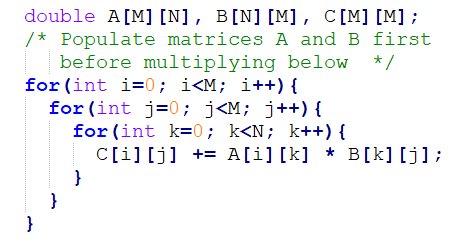 double A[M][N], B[N][M], C[M][M];
/* Populate matrices A and B first
   before multiplying below  */
for(int i=0; i<M; i++){
  for(int j=0; j<M; j++){
    for(int k=0; k<N; k++){
      C[i][j] += A[i][k] * B[k][j];
    }
  }
}